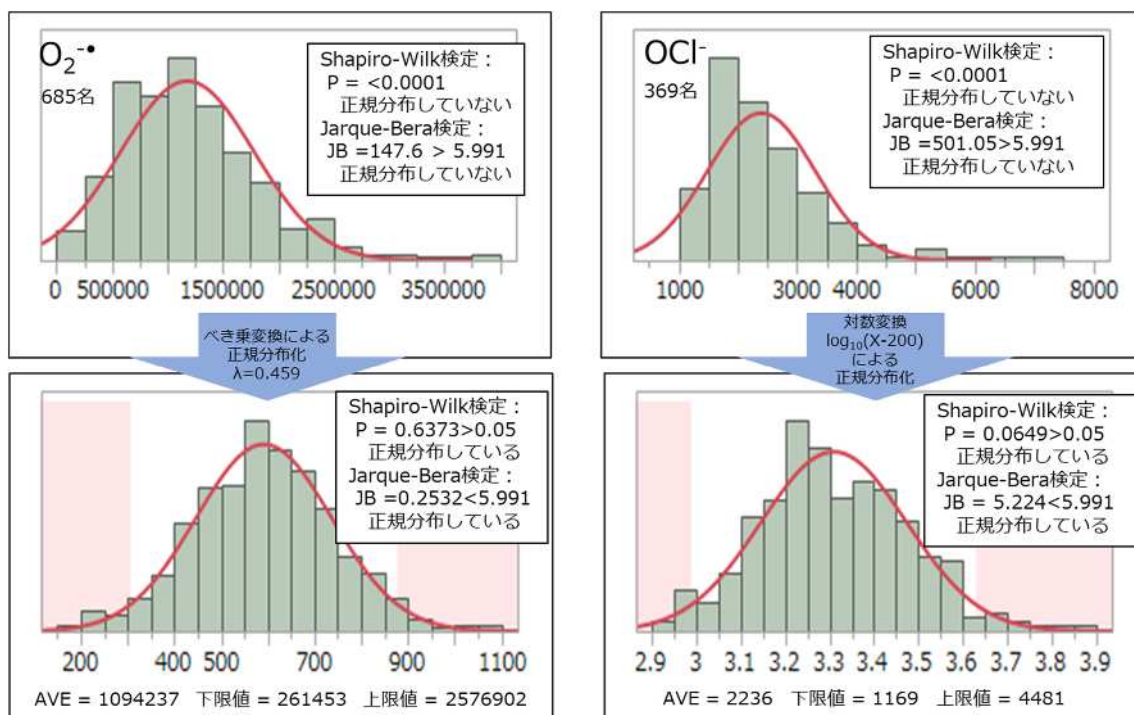 O₂⁻•
685名
Shapiro-Wilk検定：
P = <0.0001
正規分布していない
Jarque-Bera検定：
JB =147.6 > 5.991
正規分布していない
0 500000 1500000 2500000 3500000
べき乗変換による
正規分布化
λ=0.459
Shapiro-Wilk検定：
P = 0.6373>0.05
正規分布している
Jarque-Bera検定：
JB =0.2532<5.991
正規分布している
200 400 500 700 900 1100
AVE = 1094237 下限値 = 261453 上限値 = 2576902
OCl⁻
369名
Shapiro-Wilk検定：
P = <0.0001
正規分布していない
Jarque-Bera検定：
JB =501.05>5.991
正規分布していない
1000 3000 4000 6000 8000
対数変換
log₁₀(X-200)
による
正規分布化
Shapiro-Wilk検定：
P = 0.0649>0.05
正規分布している
Jarque-Bera検定：
JB = 5.224<5.991
正規分布している
2.9 3 3.1 3.2 3.3 3.4 3.5 3.6 3.7 3.8 3.9
AVE = 2236 下限値 = 1169 上限値 = 4481